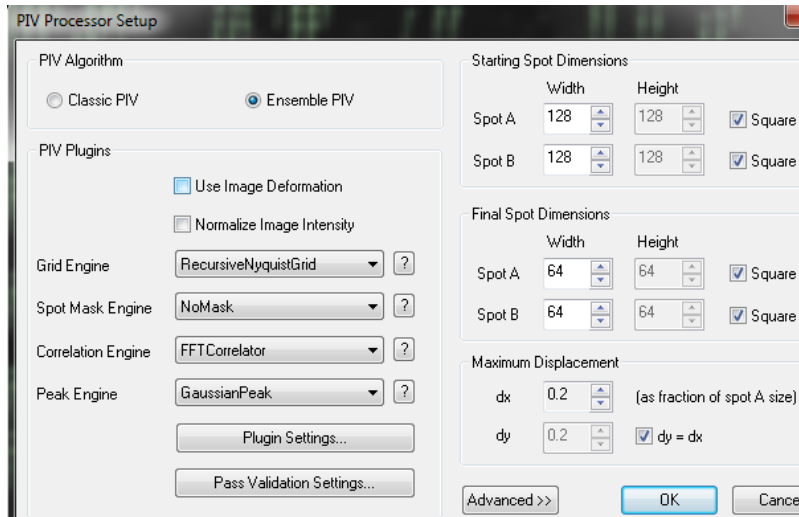 PIV Processor Setup
PIV Algorithm
Classic PIV
Ensemble PIV
PIV Plugins
Use Image Deformation
Normalize Image Intensity
Grid Engine RecursiveNyquistGrid ?
Spot Mask Engine NoMask ?
Correlation Engine FFTCorrelator ?
Peak Engine GaussianPeak ?
Plugin Settings...
Pass Validation Settings...
Starting Spot Dimensions
Width Height
Spot A 128 128 Square
Spot B 128 128 Square
Final Spot Dimensions
Width Height
Spot A 64 64 Square
Spot B 64 64 Square
Maximum Displacement
dx 0.2 (as fraction of spot A size)
dy 0.2 dy = dx
Advanced >> OK Cance